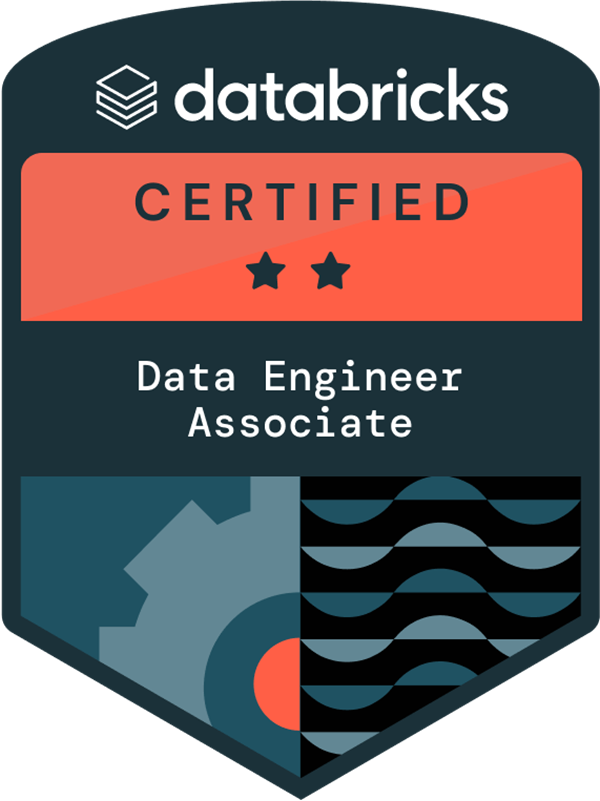 databricks
CERTIFIED
Data Engineer
Associate